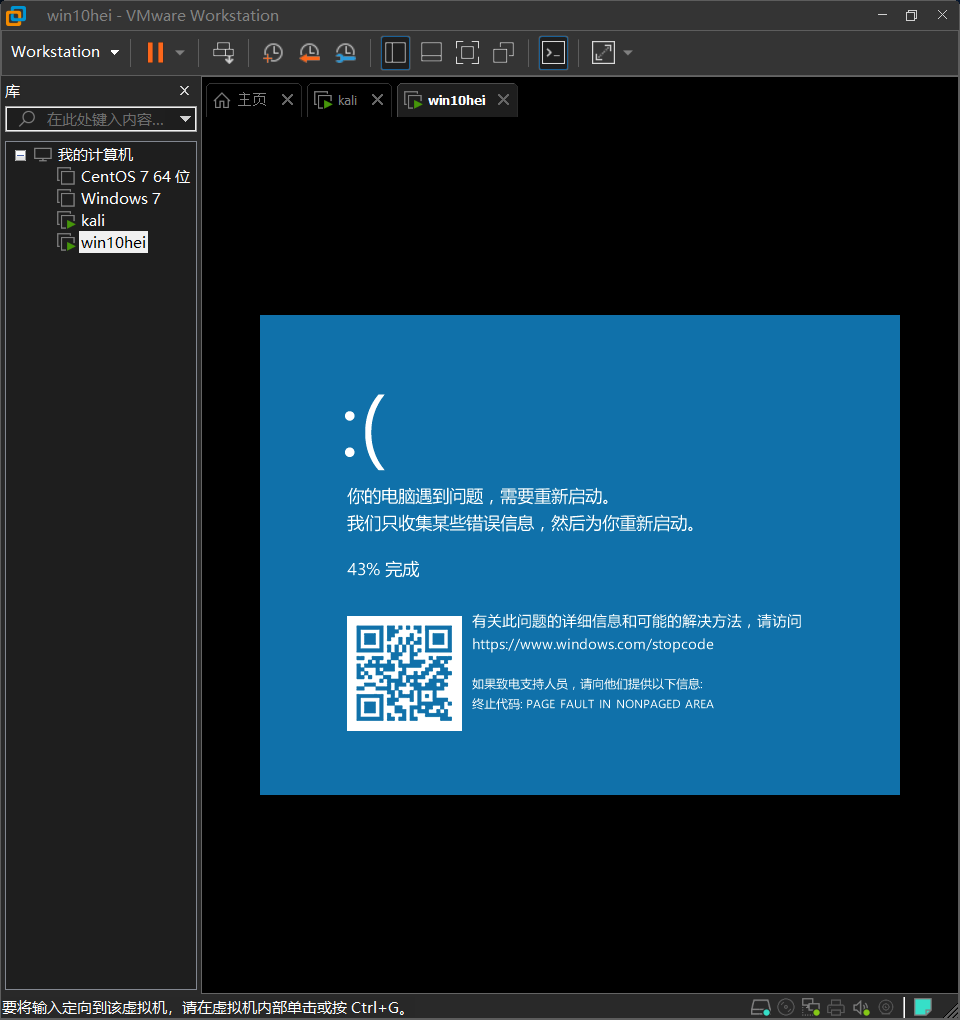 win10hei - VMware Workstation
Workstation
库
主页
kali
win10hei
在此处键入内容...
我的计算机
CentOS 7 64 位
Windows 7
kali
win10hei
:(
你的电脑遇到问题，需要重新启动。
我们只收集某些错误信息，然后为你重新启动。
43% 完成
有关此问题的详细信息和可能的解决方法，请访问
https://www.windows.com/stopcode
如果致电支持人员，请向他们提供以下信息:
终止代码: PAGE FAULT IN NONPAGED AREA
要将输入定向到该虚拟机，请在虚拟机内部单击或按 Ctrl+G。